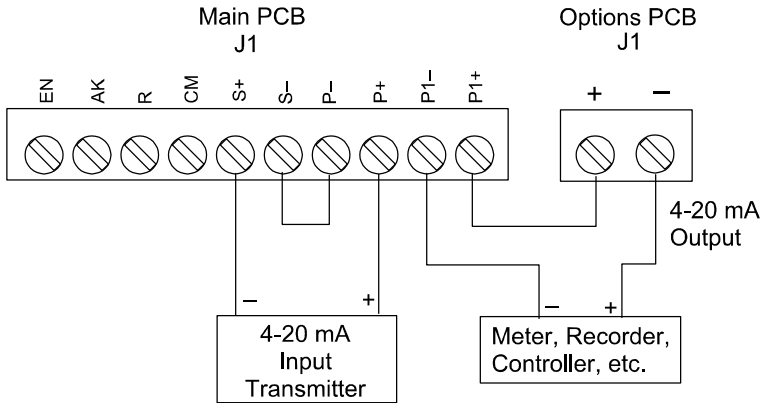 Main PCB
J1
Options PCB
J1
EN AK R CM S+ S– P– P+ P1– P1+
+ –
4-20 mA
Output
– +
4-20 mA
Input
Transmitter
– +
Meter, Recorder,
Controller, etc.